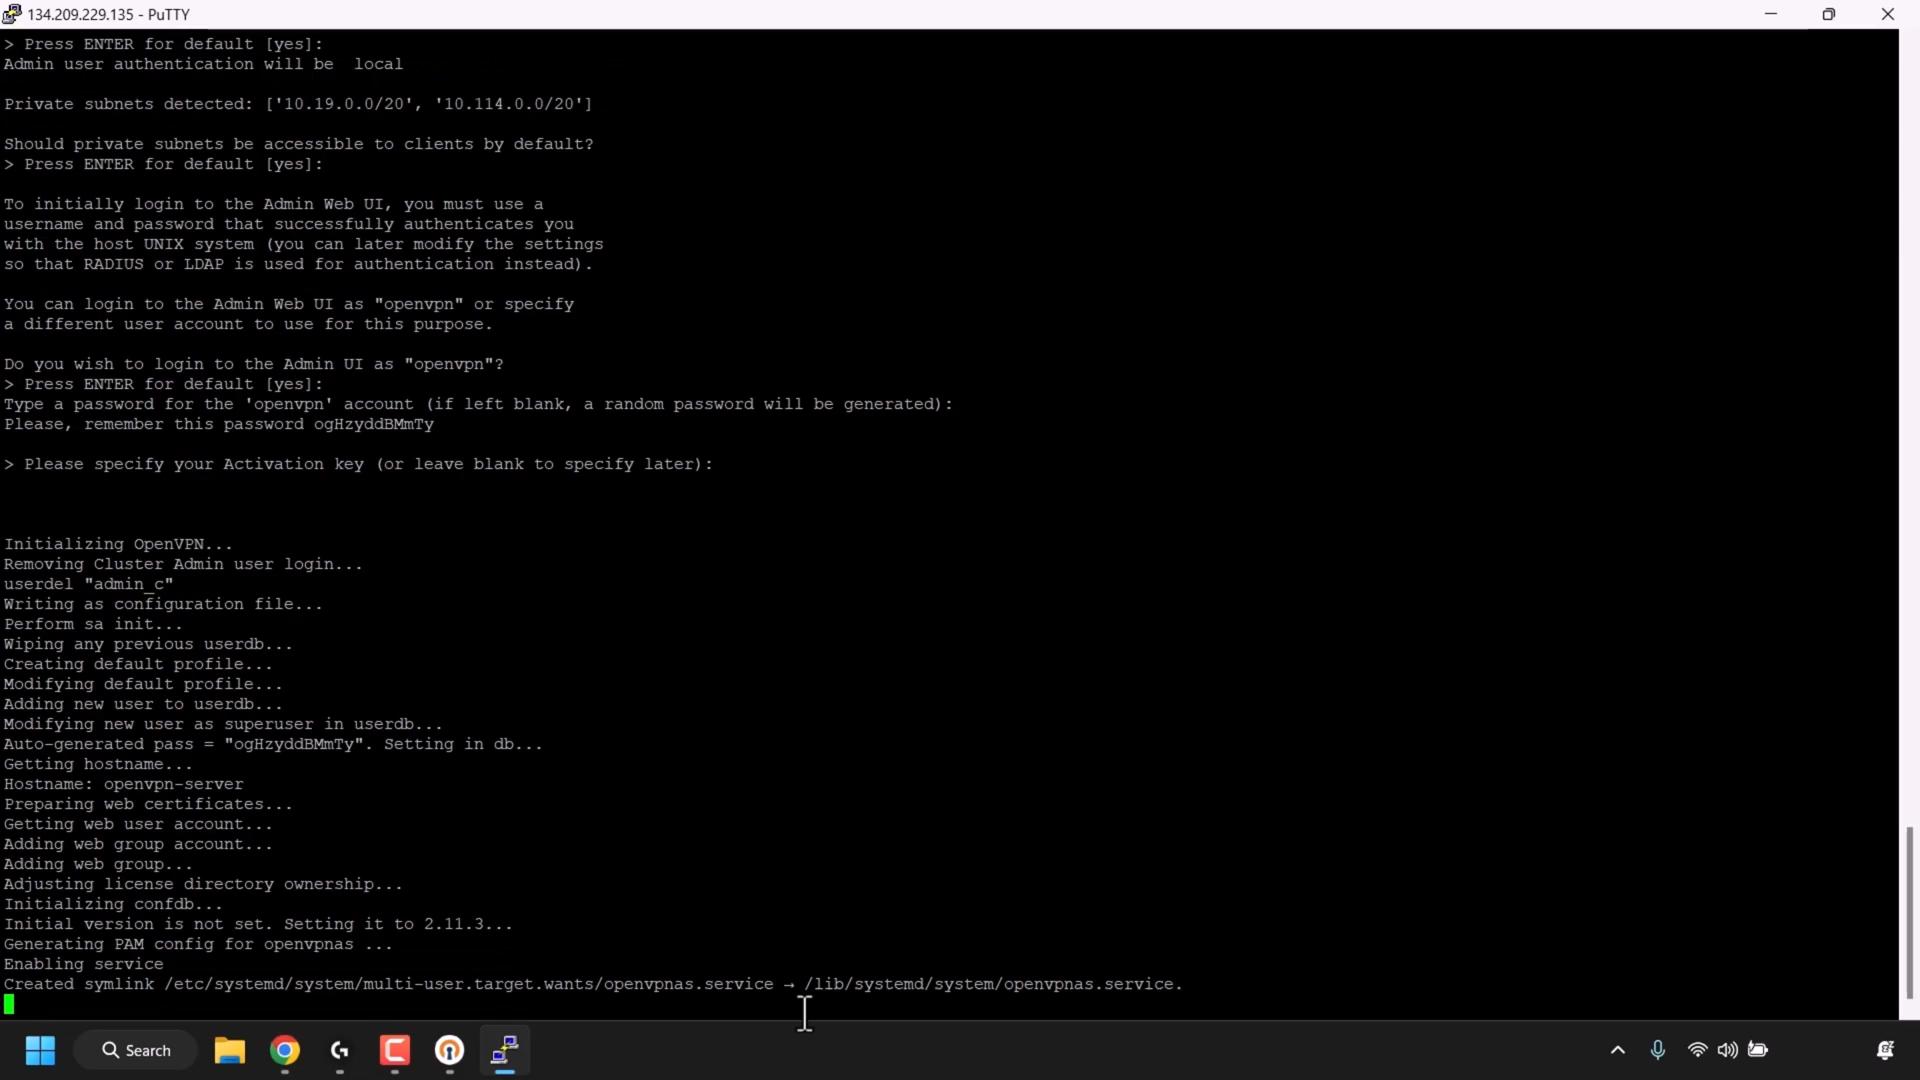 134.209.229.135 - PuTTY
> Press ENTER for default [yes]:
Admin user authentication will be  local
Private subnets detected: ['10.19.0.0/20', '10.114.0.0/20']
Should private subnets be accessible to clients by default?
> Press ENTER for default [yes]:
To initially login to the Admin Web UI, you must use a
username and password that successfully authenticates you
with the host UNIX system (you can later modify the settings
so that RADIUS or LDAP is used for authentication instead).
You can login to the Admin Web UI as "openvpn" or specify
a different user account to use for this purpose.
Do you wish to login to the Admin UI as "openvpn"?
> Press ENTER for default [yes]:
Type a password for the 'openvpn' account (if left blank, a random password will be generated):
Please, remember this password ogHzyddBMmTy
> Please specify your Activation key (or leave blank to specify later):
Initializing OpenVPN...
Removing Cluster Admin user login...
userdel "admin_c"
Writing as configuration file...
Perform sa init...
Wiping any previous userdb...
Creating default profile...
Modifying default profile...
Adding new user to userdb...
Modifying new user as superuser in userdb...
Auto-generated pass = "ogHzyddBMmTy". Setting in db...
Getting hostname...
Hostname: openvpn-server
Preparing web certificates...
Getting web user account...
Adding web group account...
Adding web group...
Adjusting license directory ownership...
Initializing confdb...
Initial version is not set. Setting it to 2.11.3...
Generating PAM config for openvpnas ...
Enabling service
Created symlink /etc/systemd/system/multi-user.target.wants/openvpnas.service → /lib/systemd/system/openvpnas.service.
Search